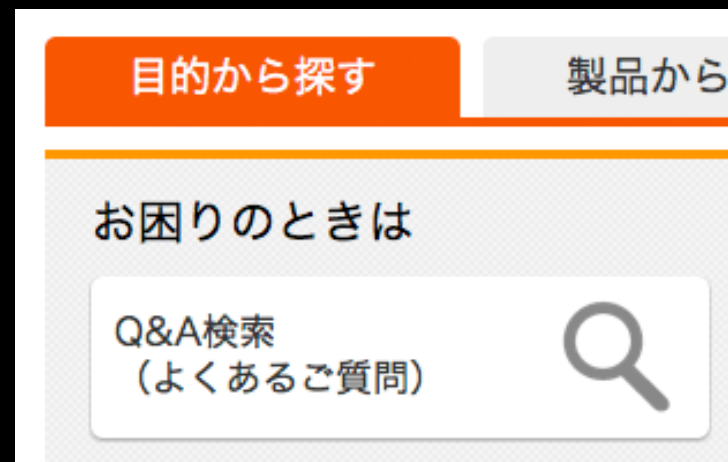 目的から探す
製品から
お困りのときは
Q&A検索
（よくあるご質問）